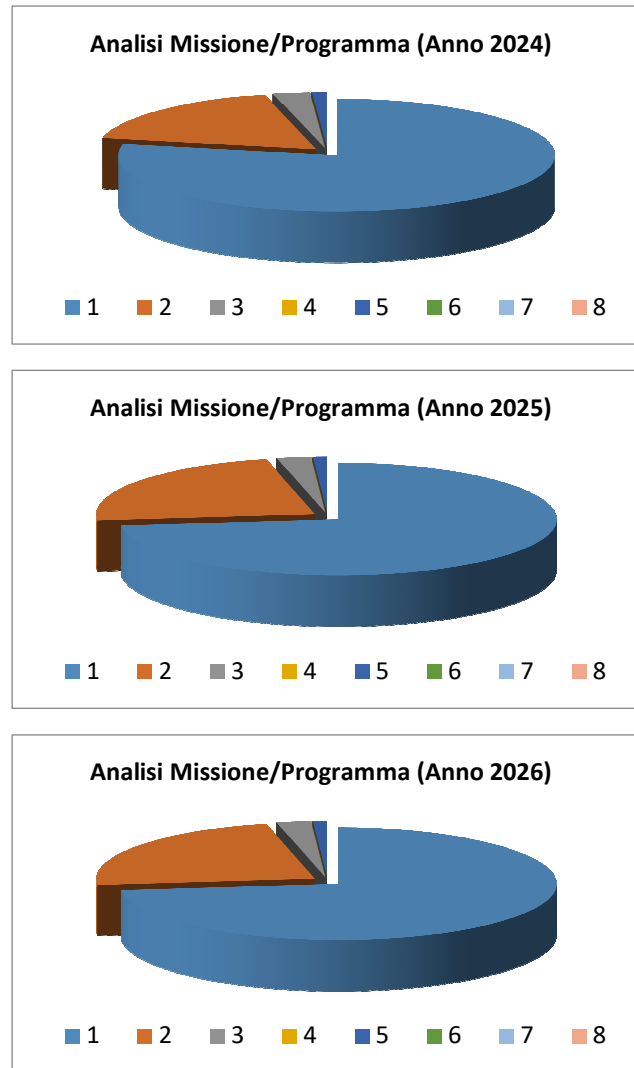 Analisi Missione/Programma (Anno 2024)
1 2 3 4 5 6 7 8
Analisi Missione/Programma (Anno 2025)
1 2 3 4 5 6 7 8
Analisi Missione/Programma (Anno 2026)
1 2 3 4 5 6 7 8